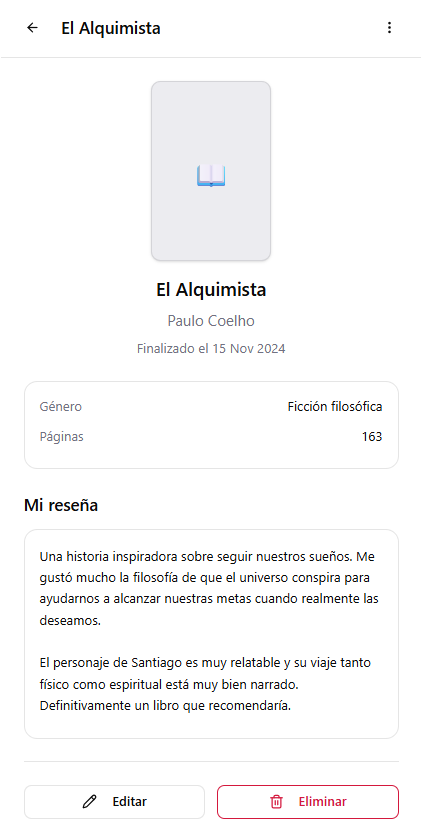 El Alquimista
El Alquimista
Paulo Coelho
Finalizado el 15 Nov 2024
Género Ficción filosófica
Páginas 163
Mi reseña
Una historia inspiradora sobre seguir nuestros sueños. Me
gustó mucho la filosofía de que el universo conspira para
ayudarnos a alcanzar nuestras metas cuando realmente las
deseamos.
El personaje de Santiago es muy relatable y su viaje tanto
físico como espiritual está muy bien narrado.
Definitivamente un libro que recomendaría.
Editar Eliminar